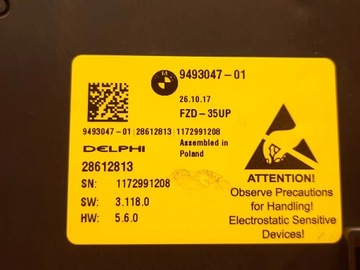 9493047-01
26.10.17
FZD-35UP
9493047-01 28612813 1172991208
DELPHI
Assembled in
Poland
28612813
SN: 1172991208
SW: 3.118.0
HW: 5.6.0
ATTENTION!
Observe Precautions
for Handling!
Electrostatic Sensitive
Devices!